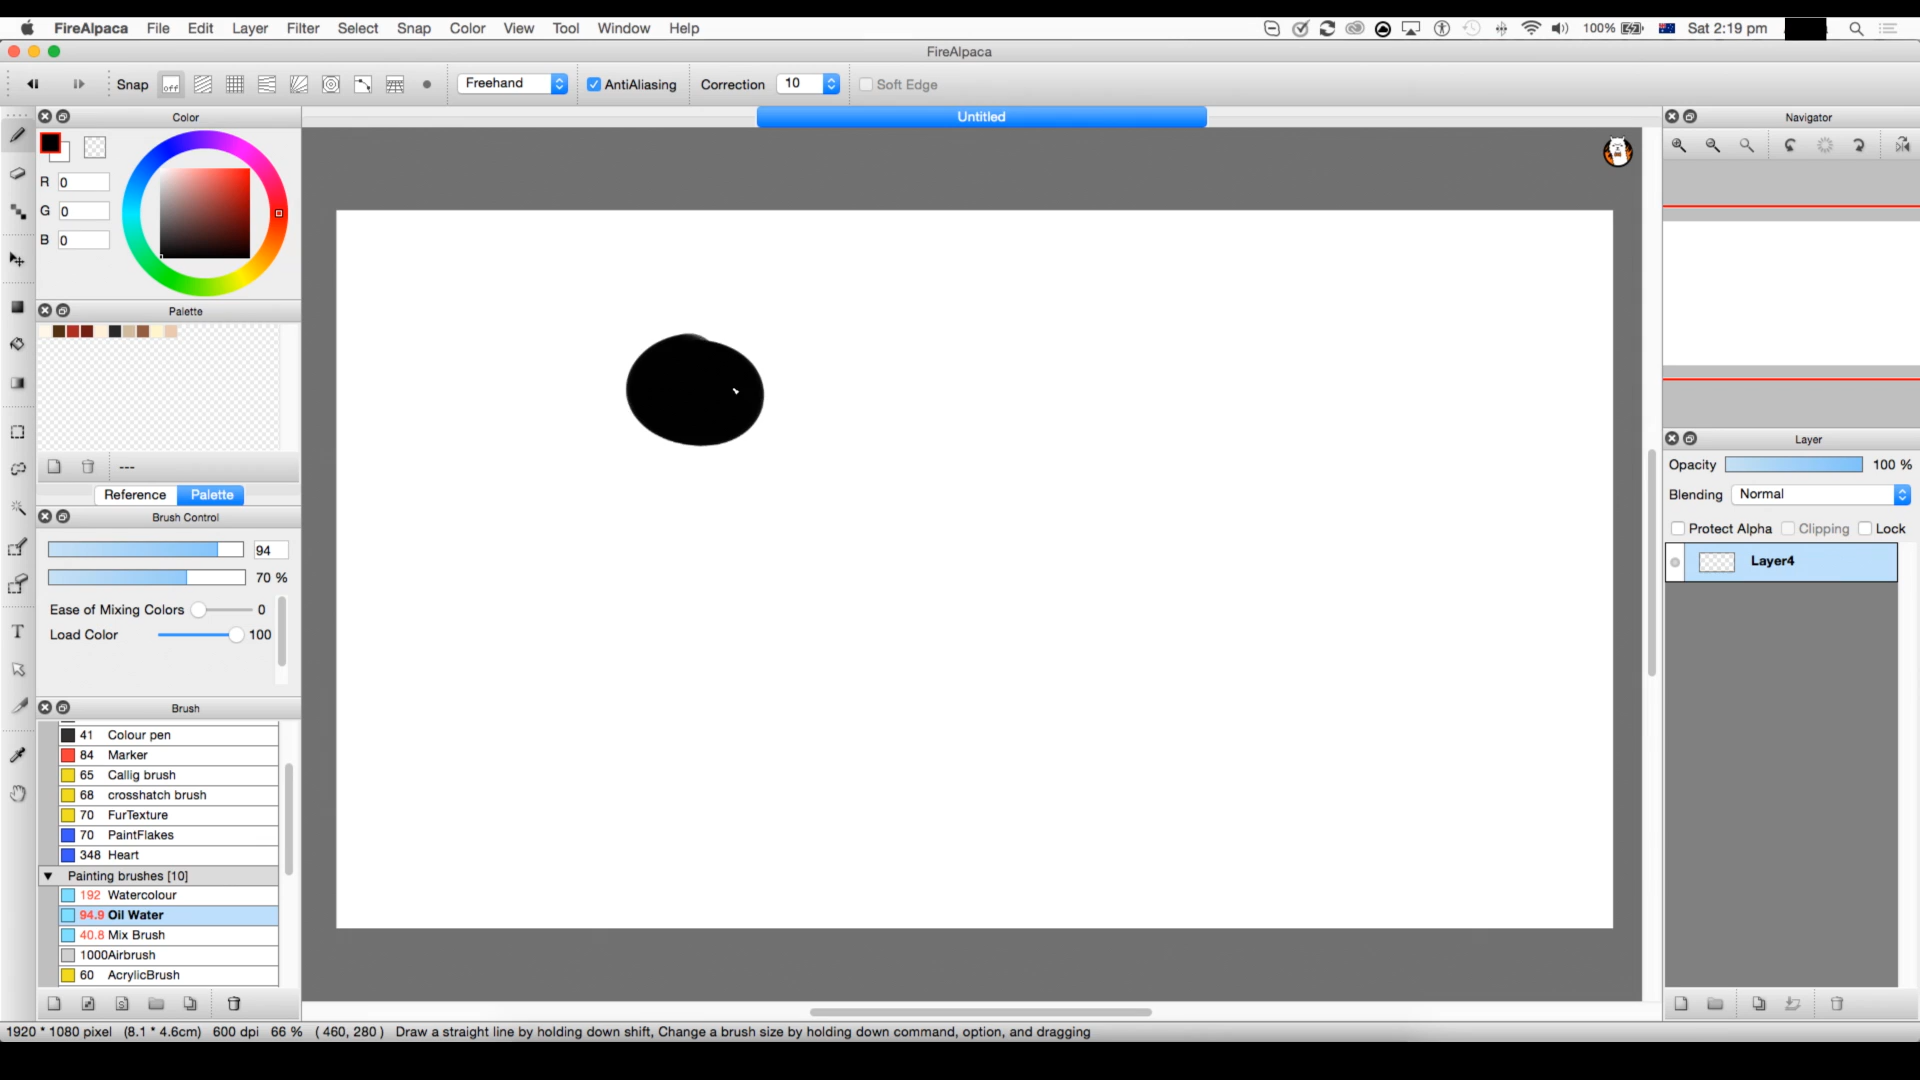 FireAlpaca File Edit Layer Filter Select Snap Color View Tool Window Help 100% Sat 2:19 pm
FireAlpaca
Snap off Freehand AntiAliasing Correction 10 Soft Edge
Untitled
Color
R 0
G 0
B 0
Palette
---
Reference Palette
Brush Control
94
70 %
Ease of Mixing Colors 0
Load Color 100
Brush
41 Colour pen
84 Marker
65 Callig brush
68 crosshatch brush
70 FurTexture
70 PaintFlakes
348 Heart
Painting brushes [10]
192 Watercolour
94.9 Oil Water
40.8 Mix Brush
1000Airbrush
60 AcrylicBrush
Navigator
Layer
Opacity 100 %
Blending Normal
Protect Alpha Clipping Lock
Layer4
1920 * 1080 pixel (8.1 * 4.6cm) 600 dpi 66 % ( 460, 280 ) Draw a straight line by holding down shift, Change a brush size by holding down command, option, and dragging